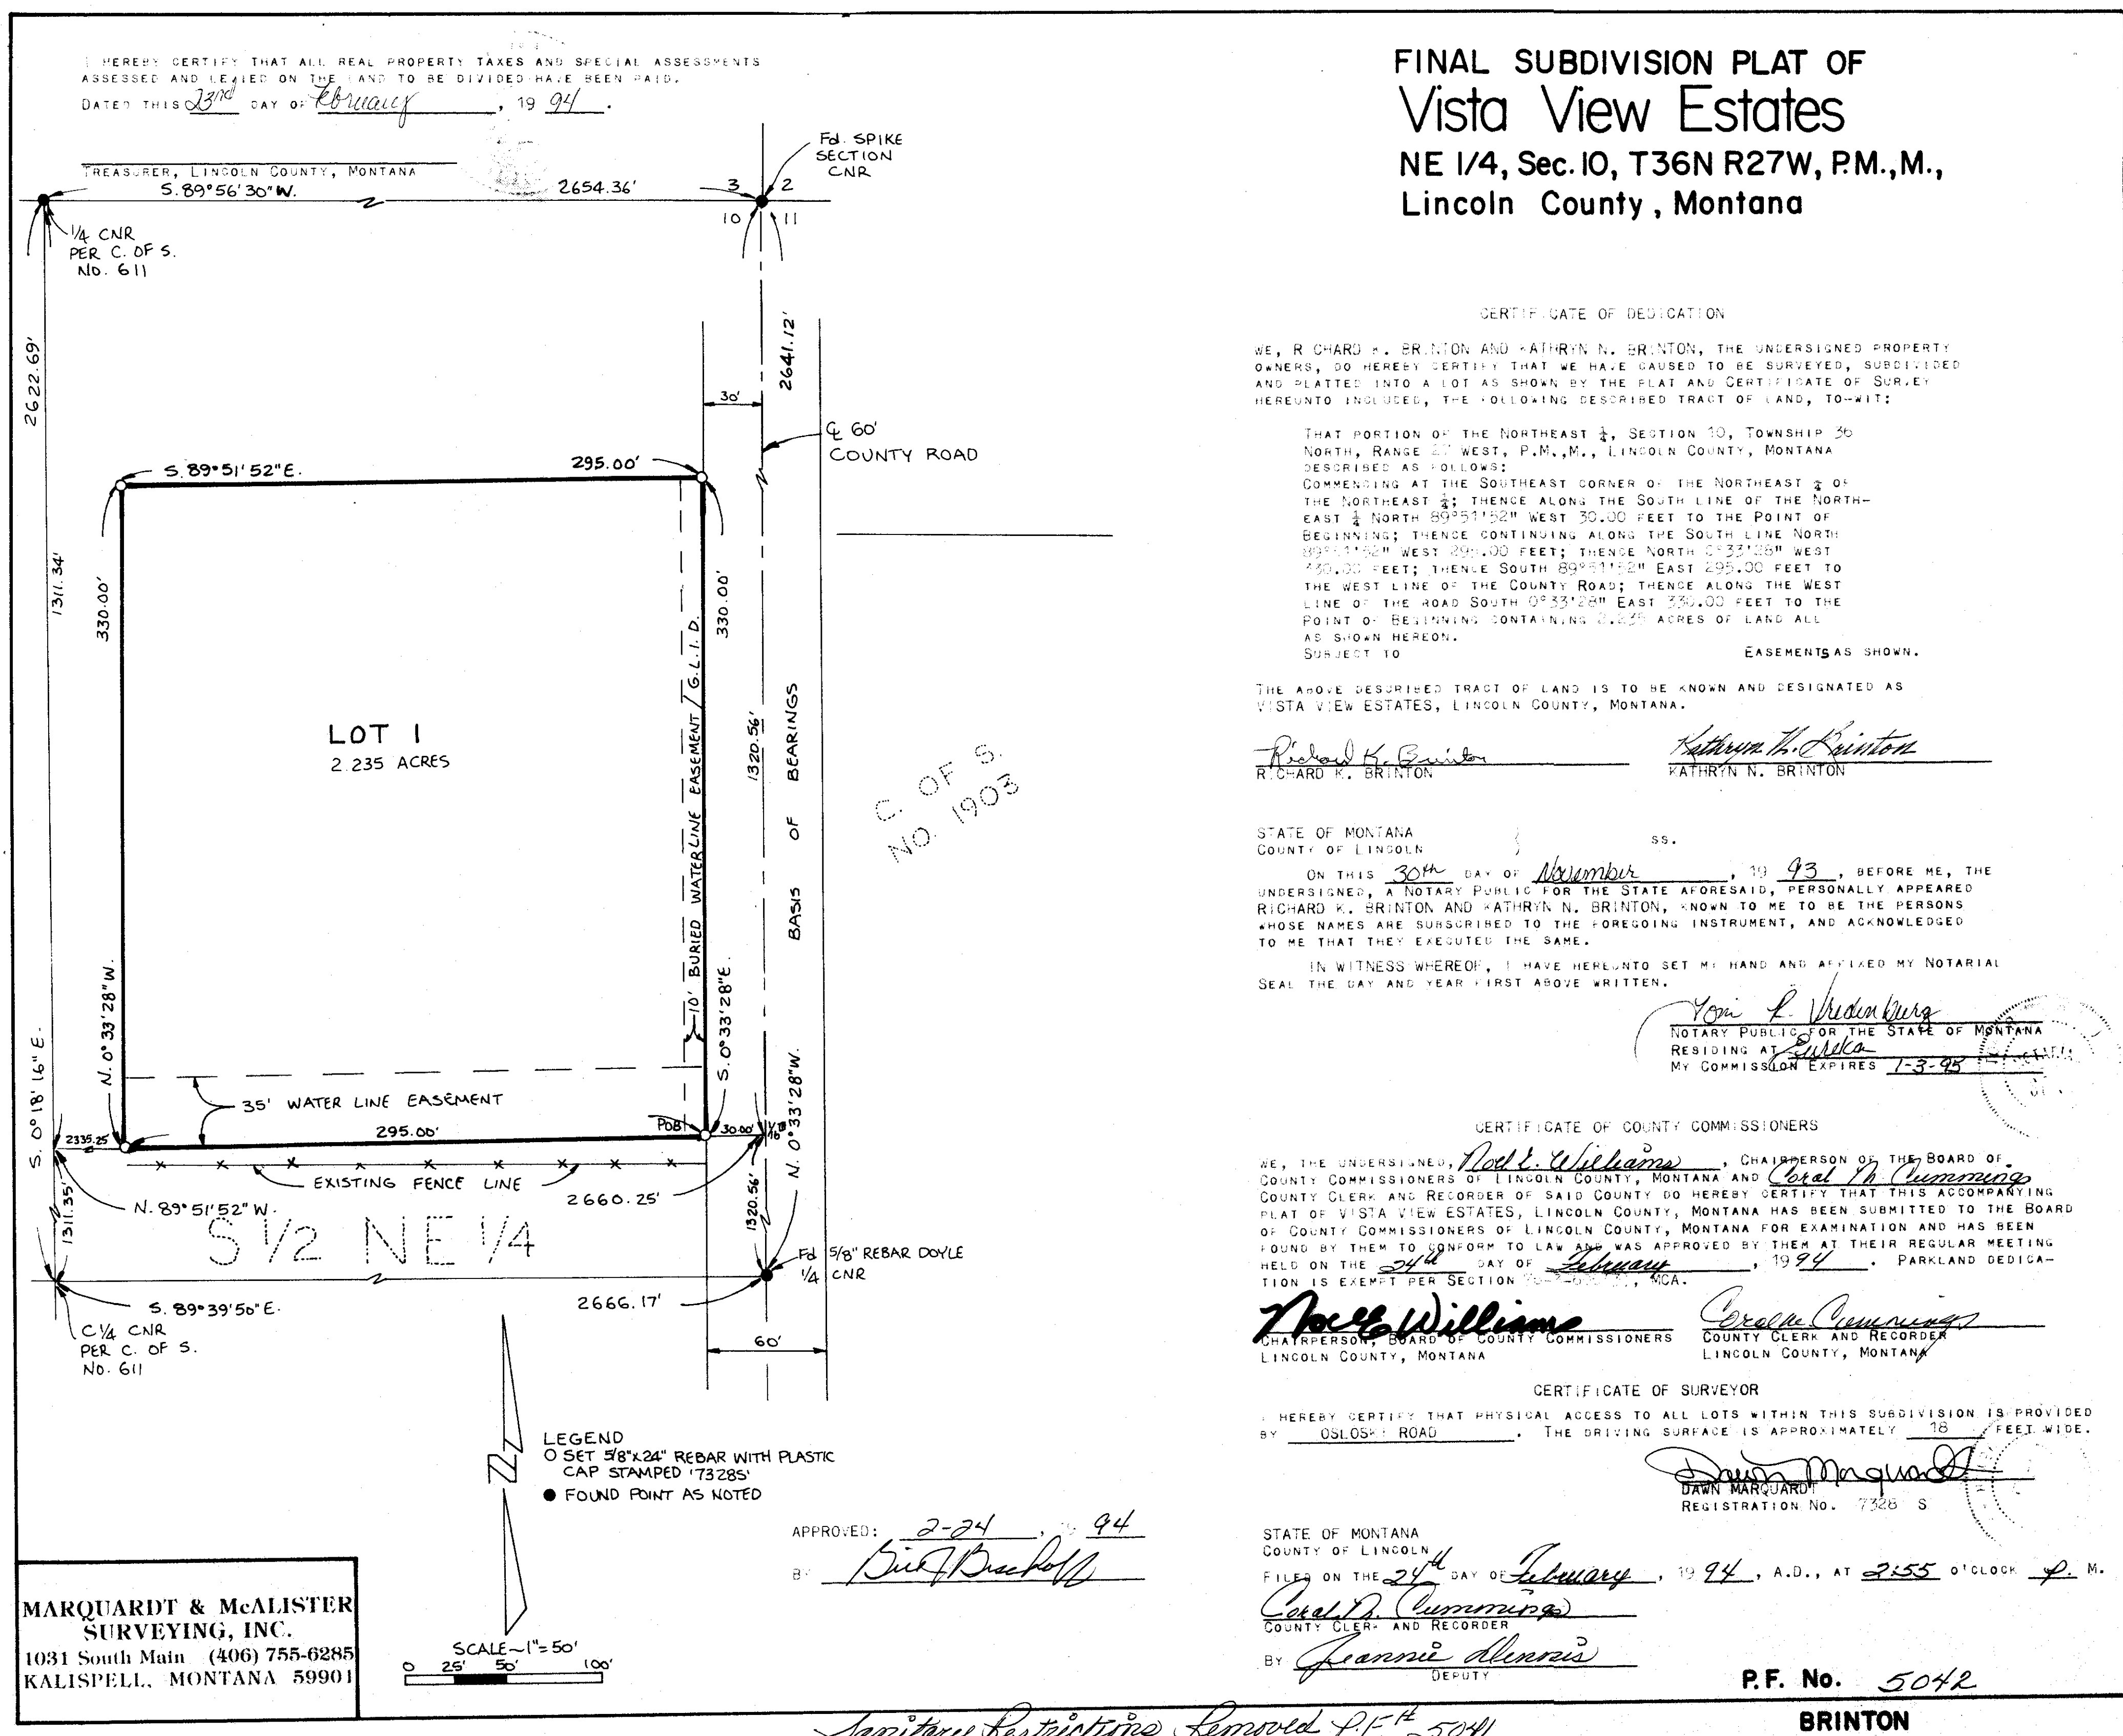 I HEREBY CERTIFY THAT ALL REAL PROPERTY TAXES AND SPECIAL ASSESSMENTS
ASSESSED AND LEVIED ON THE LAND TO BE DIVIDED HAVE BEEN PAID.
DATED THIS 23rd DAY OF February, 19 94.
TREASURER, LINCOLN COUNTY, MONTANA
S.89°56'30"W. 2654.36'
3 2
10 11
Fd. SPIKE
SECTION
CNR
1/4 CNR
PER C. OF S.
No. 611
2622.69'
1311.34'
2641.12'
30'
℄ 60'
COUNTY ROAD
S.89°51'52"E. 295.00'
330.00'
330.00'
LOT 1
2.235 ACRES
10' BURIED WATERLINE EASEMENT / G.L.I.D.
1320.56'
BASIS OF BEARINGS
C. OF S.
NO. 1903
N. 0°33'28"W.
S. 0°33'28"E.
N. 0°33'28"W.
S. 0°18'16" E.
35' WATER LINE EASEMENT
2335.25'
295.00'
POB
30.00'
1/16
EXISTING FENCE LINE
2660.25'
N. 89°51'52" W.
1311.35'
1320.56'
S 1/2 NE 1/4
Fd 5/8" REBAR DOYLE
1/4 CNR
S. 89°39'50"E.
2666.17'
C 1/4 CNR
PER C. OF S.
No. 611
60'
LEGEND
O SET 5/8"x24" REBAR WITH PLASTIC
CAP STAMPED '7328S'
● FOUND POINT AS NOTED
APPROVED: 2-24, 19 94
BY
SCALE~1"=50'
0 25' 50' 100'
MARQUARDT & McALISTER
SURVEYING, INC.
1031 South Main (406) 755-6285
KALISPELL, MONTANA 59901
FINAL SUBDIVISION PLAT OF
Vista View Estates
NE 1/4, Sec. 10, T36N R27W, P.M.,M.,
Lincoln County, Montana
CERTIFICATE OF DEDICATION
WE, RICHARD K. BRINTON AND KATHRYN N. BRINTON, THE UNDERSIGNED PROPERTY
OWNERS, DO HEREBY CERTIFY THAT WE HAVE CAUSED TO BE SURVEYED, SUBDIVIDED
AND PLATTED INTO A LOT AS SHOWN BY THE PLAT AND CERTIFICATE OF SURVEY
HEREUNTO INCLUDED, THE FOLLOWING DESCRIBED TRACT OF LAND, TO-WIT:
THAT PORTION OF THE NORTHEAST ¼, SECTION 10, TOWNSHIP 36
NORTH, RANGE 27 WEST, P.M.,M., LINCOLN COUNTY, MONTANA
DESCRIBED AS FOLLOWS:
COMMENCING AT THE SOUTHEAST CORNER OF THE NORTHEAST ¼ OF
THE NORTHEAST ¼; THENCE ALONG THE SOUTH LINE OF THE NORTH-
EAST ¼ NORTH 89°51'52" WEST 30.00 FEET TO THE POINT OF
BEGINNING; THENCE CONTINUING ALONG THE SOUTH LINE NORTH
89°51'52" WEST 295.00 FEET; THENCE NORTH 0°33'28" WEST
330.00 FEET; THENCE SOUTH 89°51'52" EAST 295.00 FEET TO
THE WEST LINE OF THE COUNTY ROAD; THENCE ALONG THE WEST
LINE OF THE ROAD SOUTH 0°33'28" EAST 330.00 FEET TO THE
POINT OF BEGINNING CONTAINING 2.235 ACRES OF LAND ALL
AS SHOWN HEREON.
SUBJECT TO EASEMENTS AS SHOWN.
THE ABOVE DESCRIBED TRACT OF LAND IS TO BE KNOWN AND DESIGNATED AS
VISTA VIEW ESTATES, LINCOLN COUNTY, MONTANA.
Richard K. Brinton Kathryn N. Brinton
RICHARD K. BRINTON KATHRYN N. BRINTON
STATE OF MONTANA
COUNTY OF LINCOLN SS.
ON THIS 30th DAY OF November, 19 93, BEFORE ME, THE
UNDERSIGNED, A NOTARY PUBLIC FOR THE STATE AFORESAID, PERSONALLY APPEARED
RICHARD K. BRINTON AND KATHRYN N. BRINTON, KNOWN TO ME TO BE THE PERSONS
WHOSE NAMES ARE SUBSCRIBED TO THE FOREGOING INSTRUMENT, AND ACKNOWLEDGED
TO ME THAT THEY EXECUTED THE SAME.
IN WITNESS WHEREOF, I HAVE HEREUNTO SET MY HAND AND AFFIXED MY NOTARIAL
SEAL THE DAY AND YEAR FIRST ABOVE WRITTEN.
Vredenburg
NOTARY PUBLIC FOR THE STATE OF MONTANA
RESIDING AT Eureka
MY COMMISSION EXPIRES 1-3-95
CERTIFICATE OF COUNTY COMMISSIONERS
WE, THE UNDERSIGNED, Noel E. Williams, CHAIRPERSON OF THE BOARD OF
COUNTY COMMISSIONERS OF LINCOLN COUNTY, MONTANA AND Coral M. Cummings
COUNTY CLERK AND RECORDER OF SAID COUNTY DO HEREBY CERTIFY THAT THIS ACCOMPANYING
PLAT OF VISTA VIEW ESTATES, LINCOLN COUNTY, MONTANA HAS BEEN SUBMITTED TO THE BOARD
OF COUNTY COMMISSIONERS OF LINCOLN COUNTY, MONTANA FOR EXAMINATION AND HAS BEEN
FOUND BY THEM TO CONFORM TO LAW AND WAS APPROVED BY THEM AT THEIR REGULAR MEETING
HELD ON THE 24th DAY OF February, 1994. PARKLAND DEDICA-
TION IS EXEMPT PER SECTION MCA.
Noel E Williams Coral M Cummings
CHAIRPERSON, BOARD OF COUNTY COMMISSIONERS COUNTY CLERK AND RECORDER
LINCOLN COUNTY, MONTANA LINCOLN COUNTY, MONTANA
CERTIFICATE OF SURVEYOR
I HEREBY CERTIFY THAT PHYSICAL ACCESS TO ALL LOTS WITHIN THIS SUBDIVISION IS PROVIDED
BY OSLOSKI ROAD. THE DRIVING SURFACE IS APPROXIMATELY 18 FEET WIDE.
Dawn Marquardt
DAWN MARQUARDT
REGISTRATION NO. 7328 S
STATE OF MONTANA
COUNTY OF LINCOLN
FILED ON THE 24th DAY OF February, 1994, A.D., AT 2:55 O'CLOCK P. M.
Coral M. Cummings
COUNTY CLERK AND RECORDER
BY Jeannie Dennis
DEPUTY
P.F. No. 5042
BRINTON
Sanitary Restrictions Removed P.F.# 5041